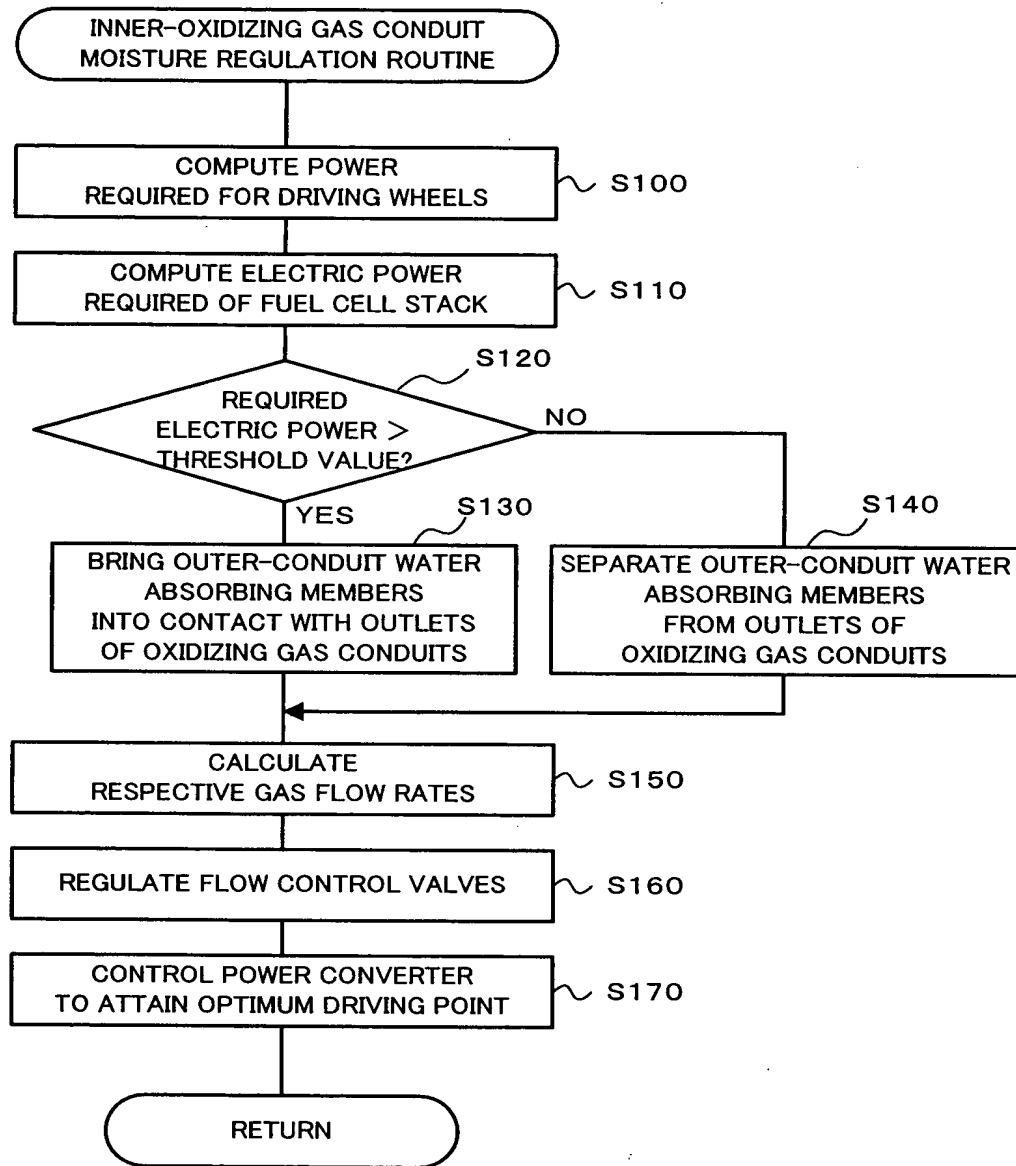 INNER-OXIDIZING GAS CONDUIT
MOISTURE REGULATION ROUTINE
COMPUTE POWER
REQUIRED FOR DRIVING WHEELS
S100
COMPUTE ELECTRIC POWER
REQUIRED OF FUEL CELL STACK
S110
S120
REQUIRED
ELECTRIC POWER >
THRESHOLD VALUE?
NO
YES
S130
BRING OUTER-CONDUIT WATER
ABSORBING MEMBERS
INTO CONTACT WITH OUTLETS
OF OXIDIZING GAS CONDUITS
S140
SEPARATE OUTER-CONDUIT WATER
ABSORBING MEMBERS
FROM OUTLETS OF
OXIDIZING GAS CONDUITS
CALCULATE
RESPECTIVE GAS FLOW RATES
S150
REGULATE FLOW CONTROL VALVES
S160
CONTROL POWER CONVERTER
TO ATTAIN OPTIMUM DRIVING POINT
S170
RETURN